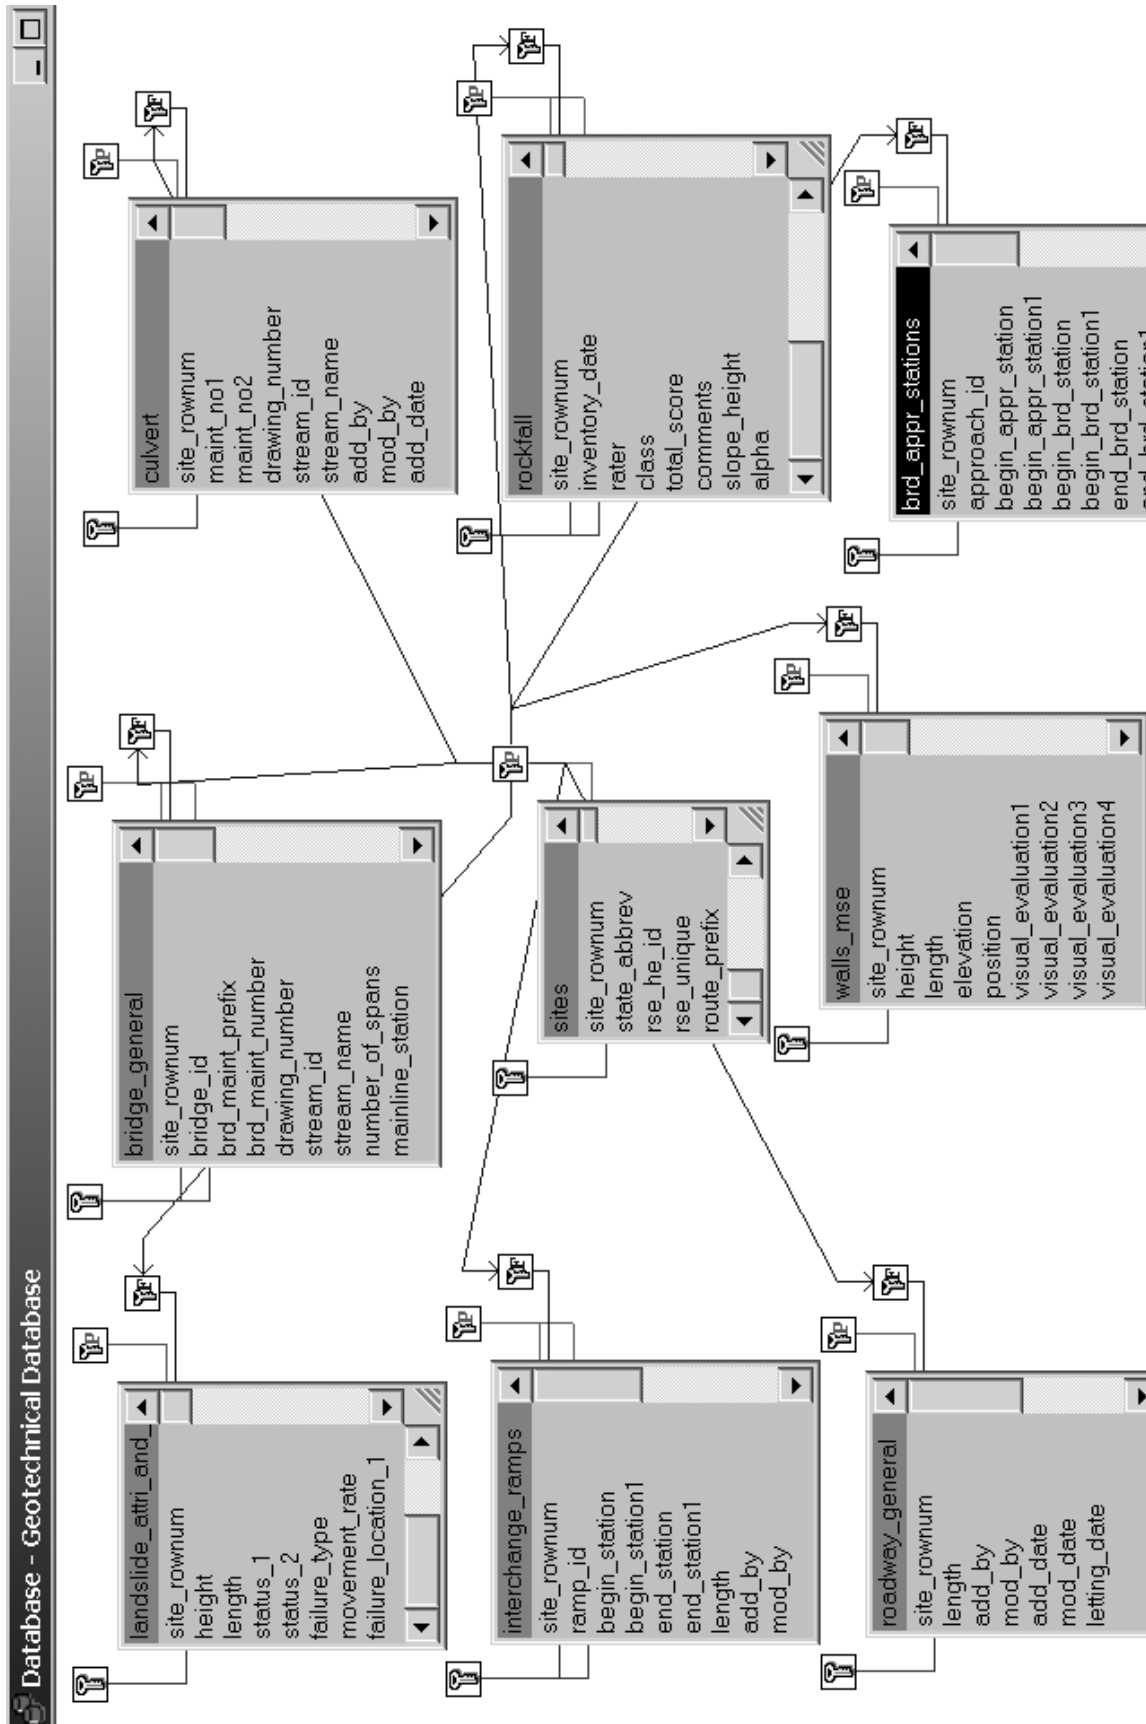 Database - Geotechnical Database
landslide_attri_and_
site_rownum
height
length
status_1
status_2
failure_type
movement_rate
failure_location_1
bridge_general
site_rownum
bridge_id
brd_maint_prefix
brd_maint_number
drawing_number
stream_id
stream_name
number_of_spans
mainline_station
culvert
site_rownum
maint_no1
maint_no2
drawing_number
stream_id
stream_name
add_by
mod_by
add_date
interchange_ramps
site_rownum
ramp_id
begin_station
begin_station1
end_station
end_station1
length
add_by
mod_by
sites
site_rownum
state_abbrev
rse_he_id
rse_unique
route_prefix
rockfall
site_rownum
inventory_date
rater
class
total_score
comments
slope_height
alpha
roadway_general
site_rownum
length
add_by
mod_by
add_date
mod_date
letting_date
walls_mse
site_rownum
height
length
elevation
position
visual_evaluation1
visual_evaluation2
visual_evaluation3
visual_evaluation4
brd_appr_stations
site_rownum
approach_id
begin_appr_station
begin_appr_station1
begin_brd_station
begin_brd_station1
end_brd_station